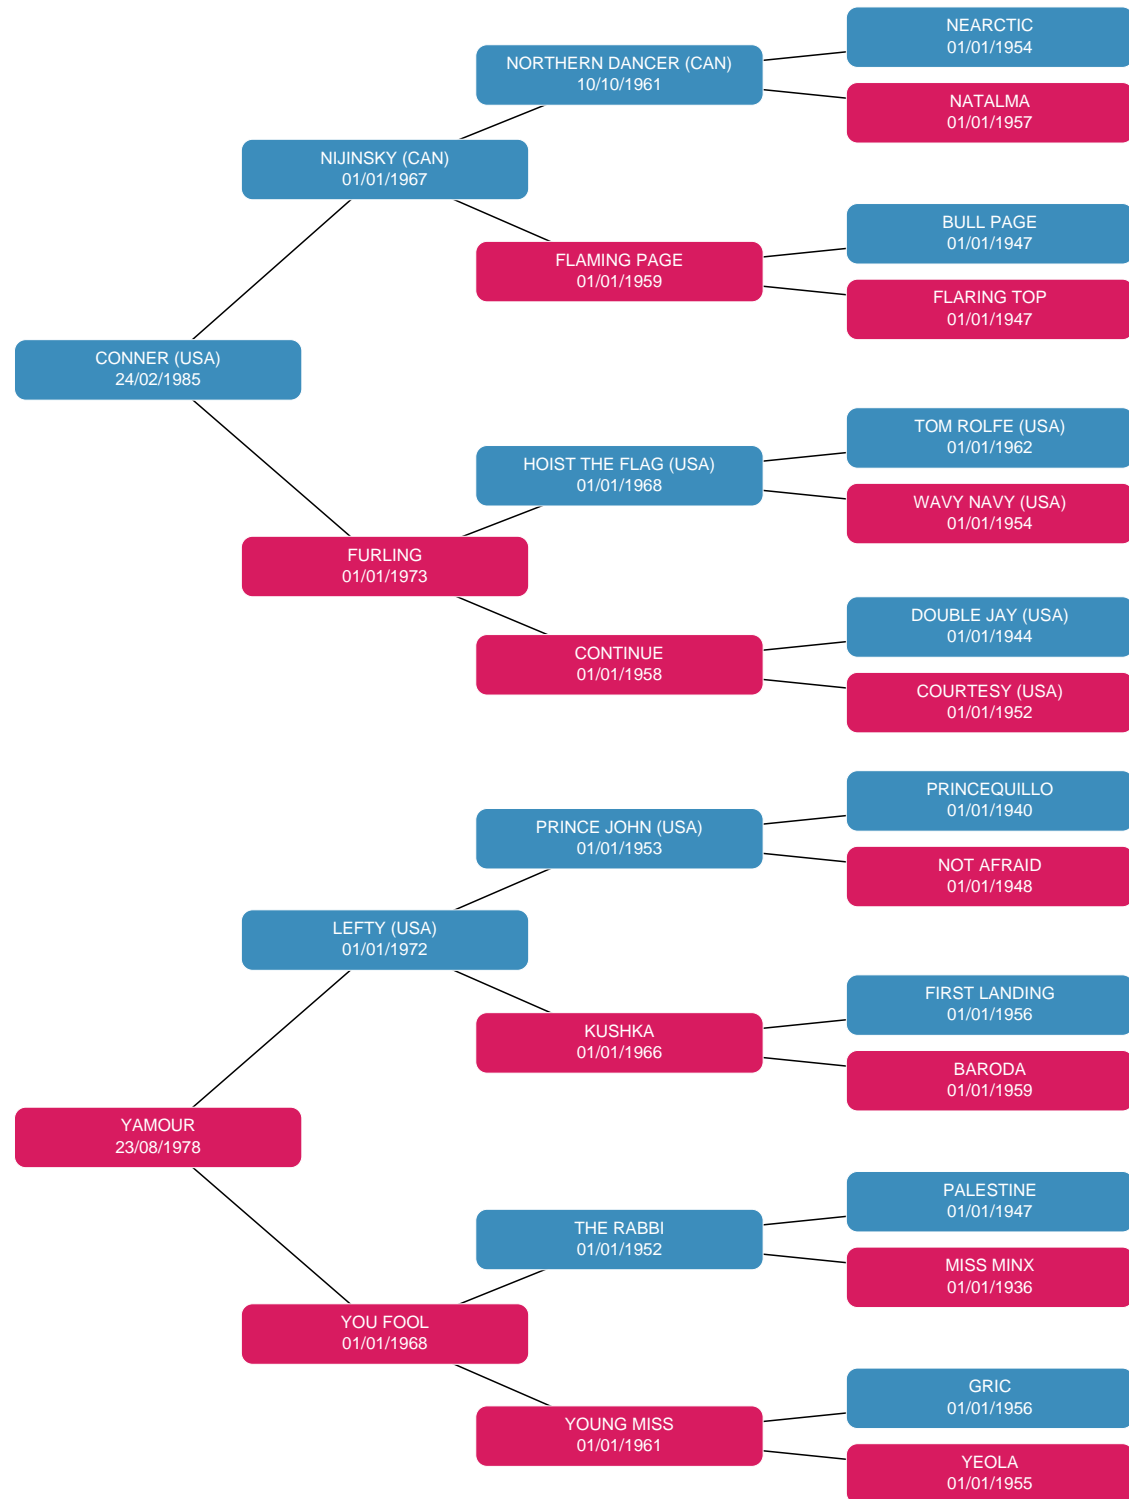 NEARCTIC
01/01/1954
NORTHERN DANCER (CAN)
10/10/1961
NATALMA
01/01/1957
NIJINSKY (CAN)
01/01/1967
BULL PAGE
01/01/1947
FLAMING PAGE
01/01/1959
FLARING TOP
01/01/1947
CONNER (USA)
24/02/1985
TOM ROLFE (USA)
01/01/1962
HOIST THE FLAG (USA)
01/01/1968
WAVY NAVY (USA)
01/01/1954
FURLING
01/01/1973
DOUBLE JAY (USA)
01/01/1944
CONTINUE
01/01/1958
COURTESY (USA)
01/01/1952
PRINCEQUILLO
01/01/1940
PRINCE JOHN (USA)
01/01/1953
NOT AFRAID
01/01/1948
LEFTY (USA)
01/01/1972
FIRST LANDING
01/01/1956
KUSHKA
01/01/1966
BARODA
01/01/1959
YAMOUR
23/08/1978
PALESTINE
01/01/1947
THE RABBI
01/01/1952
MISS MINX
01/01/1936
YOU FOOL
01/01/1968
GRIC
01/01/1956
YOUNG MISS
01/01/1961
YEOLA
01/01/1955